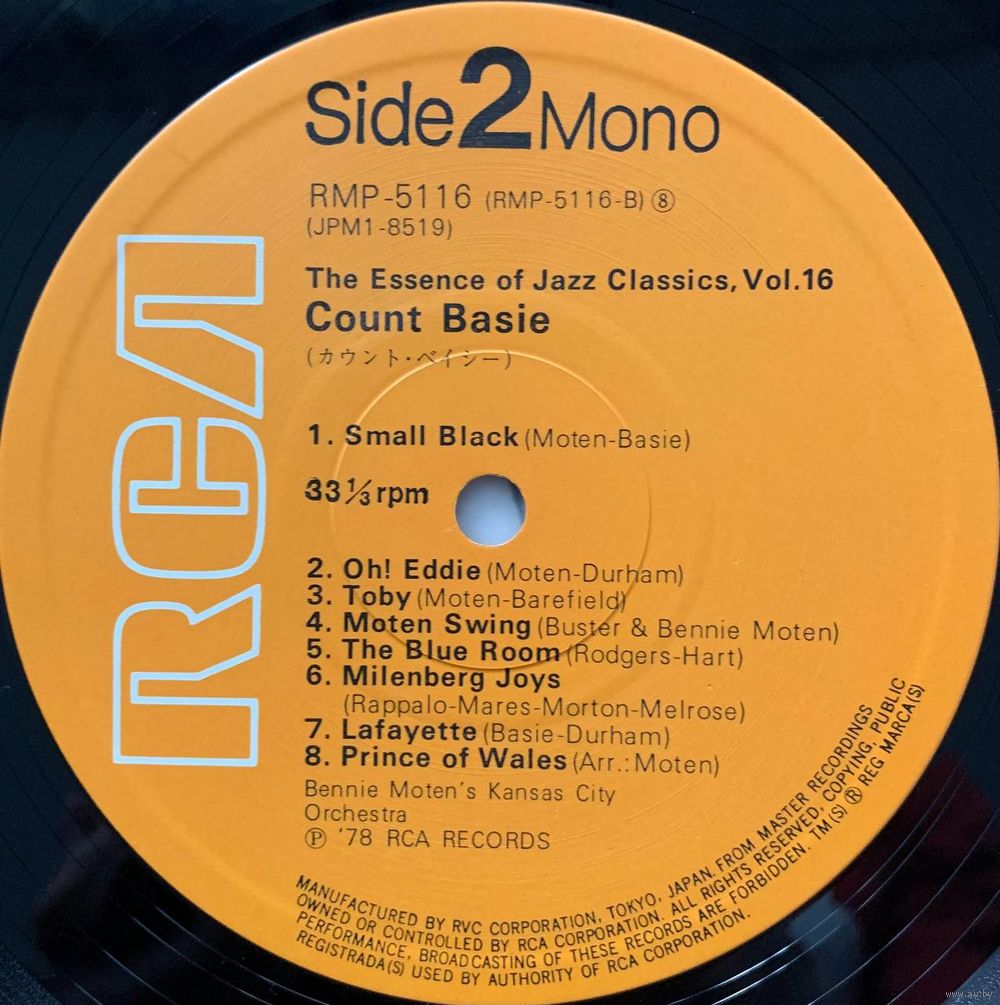 Side 2 Mono
RMP-5116 (RMP-5116-B) ⑧
(JPM1-8519)
The Essence of Jazz Classics, Vol.16
Count Basie
(カウント・ベイシー)
1. Small Black (Moten-Basie)
33 1/3 rpm
2. Oh! Eddie (Moten-Durham)
3. Toby (Moten-Barefield)
4. Moten Swing (Buster & Bennie Moten)
5. The Blue Room (Rodgers-Hart)
6. Milenberg Joys
(Rappalo-Mares-Morton-Melrose)
7. Lafayette (Basie-Durham)
8. Prince of Wales (Arr.: Moten)
Bennie Moten's Kansas City
Orchestra
Ⓟ '78 RCA RECORDS
RCA
MANUFACTURED BY RVC CORPORATION, TOKYO, JAPAN, FROM MASTER RECORDINGS
OWNED OR CONTROLLED BY RCA CORPORATION. ALL RIGHTS RESERVED, COPYING, PUBLIC
PERFORMANCE, BROADCASTING OF THESE RECORDS ARE FORBIDDEN. TM(S) ® REG MARCA(S)
REGISTRADA(S) USED BY AUTHORITY OF RCA CORPORATION.
www.ay.by